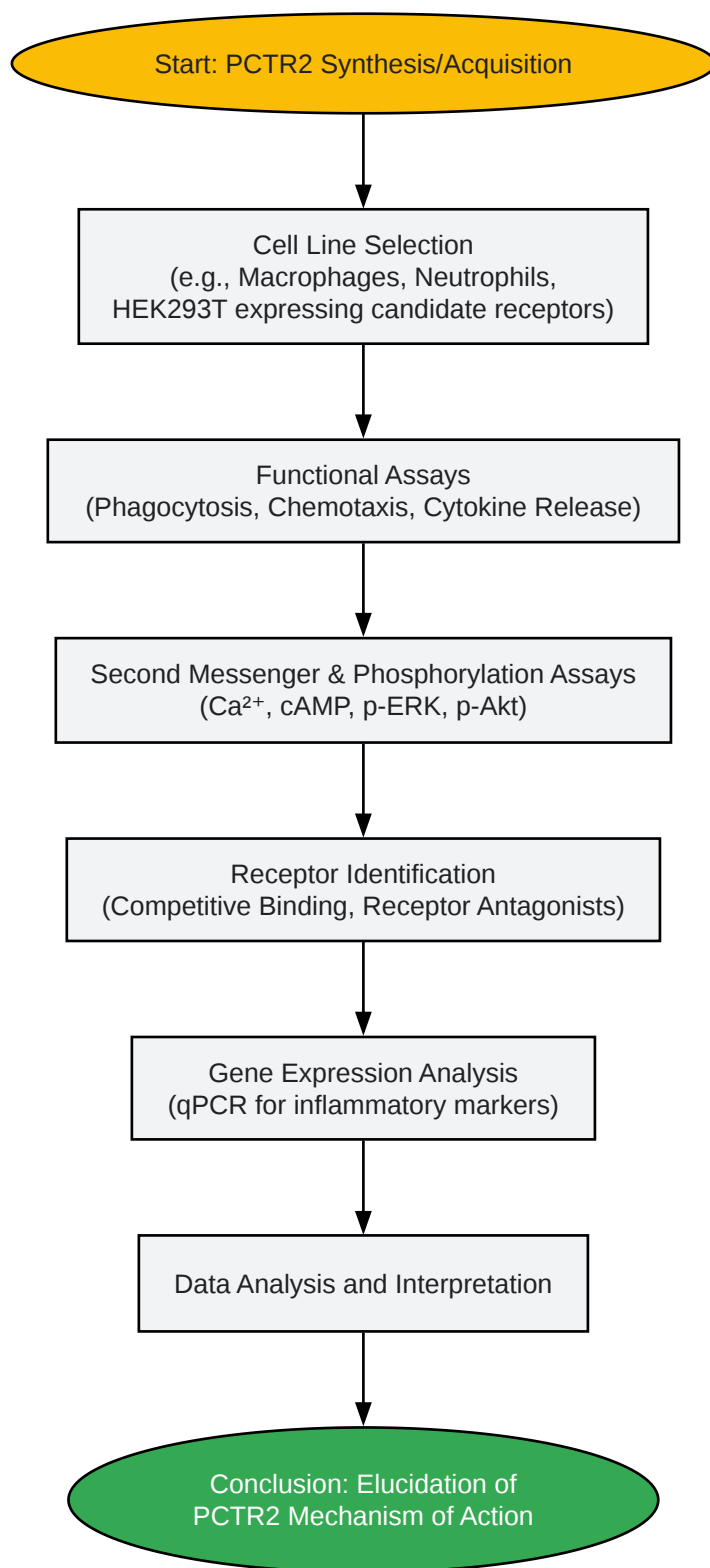 Start: PCTR2 Synthesis/Acquisition
Cell Line Selection
(e.g., Macrophages, Neutrophils,
HEK293T expressing candidate receptors)
Functional Assays
(Phagocytosis, Chemotaxis, Cytokine Release)
Second Messenger & Phosphorylation Assays
(Ca²⁺, cAMP, p-ERK, p-Akt)
Receptor Identification
(Competitive Binding, Receptor Antagonists)
Gene Expression Analysis
(qPCR for inflammatory markers)
Data Analysis and Interpretation
Conclusion: Elucidation of
PCTR2 Mechanism of Action